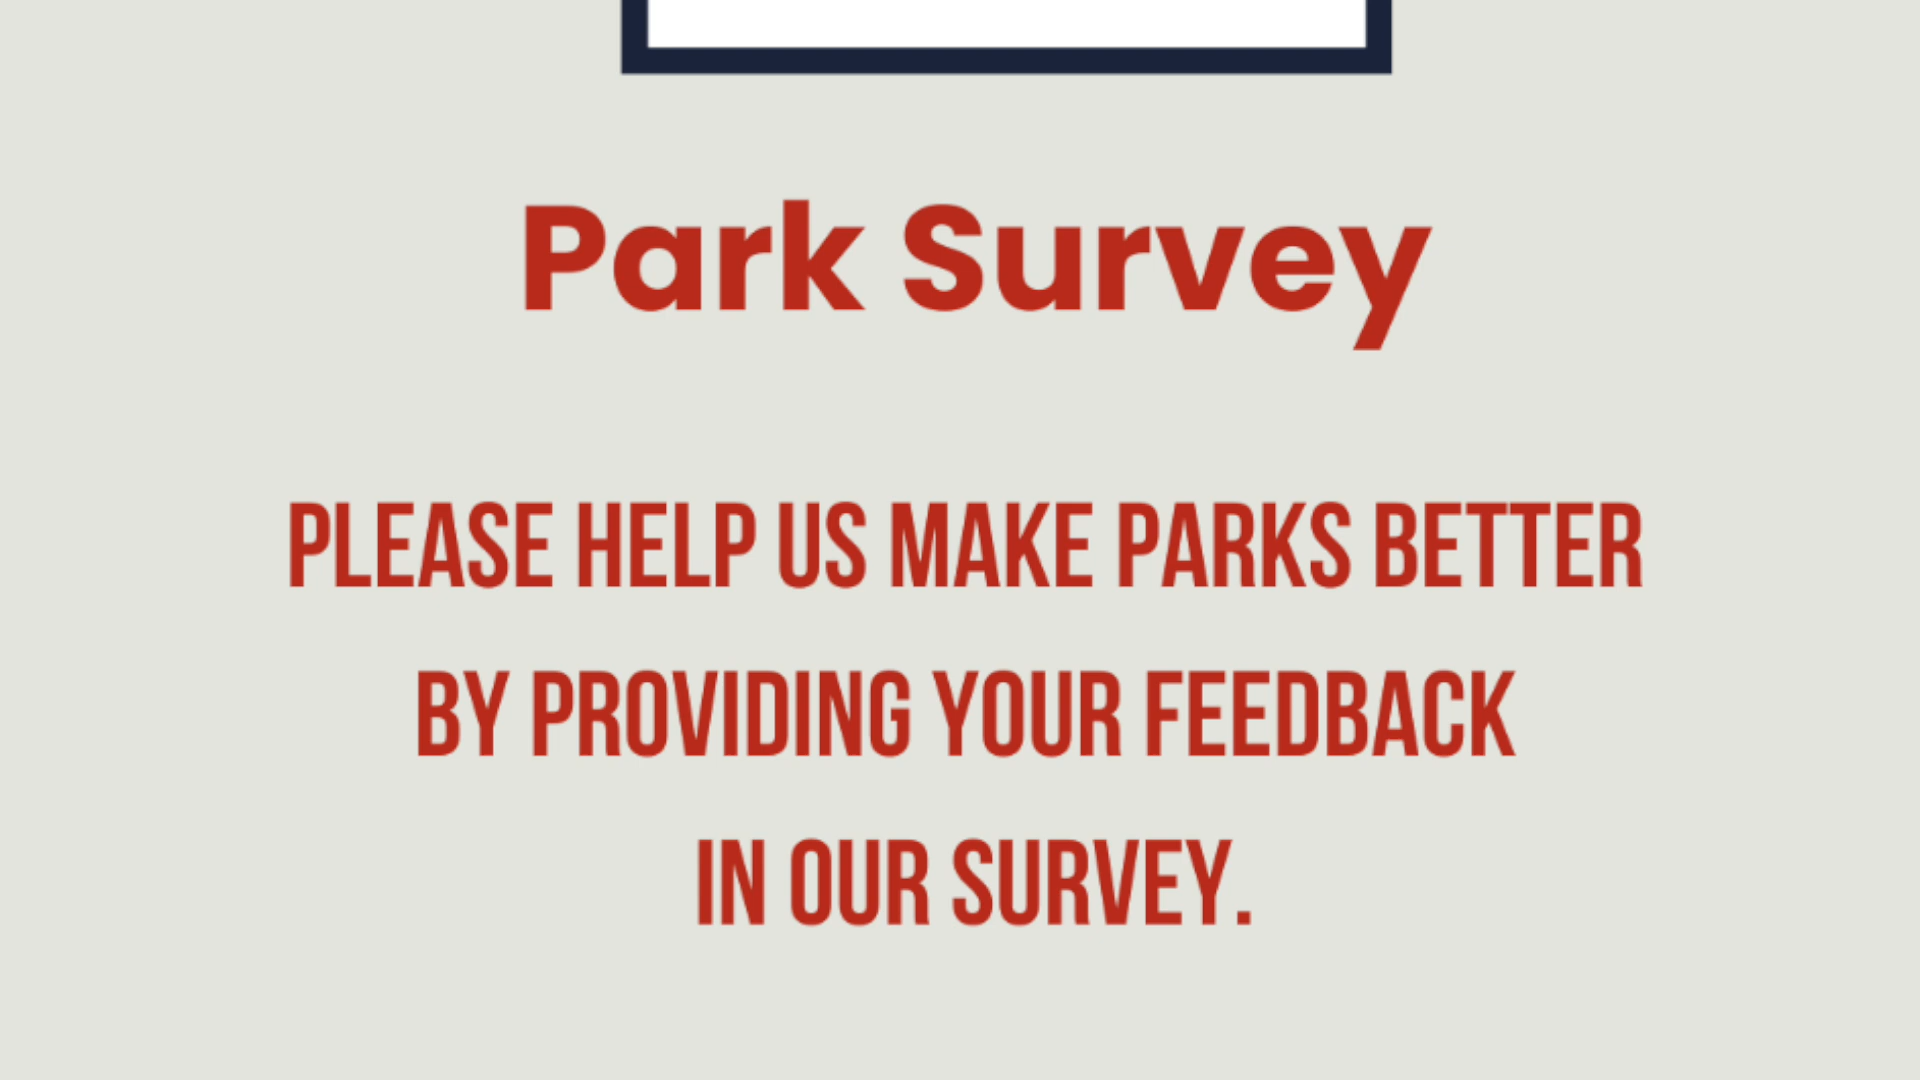 Park Survey
PLEASE HELP US MAKE PARKS BETTER
BY PROVIDING YOUR FEEDBACK
IN OUR SURVEY.